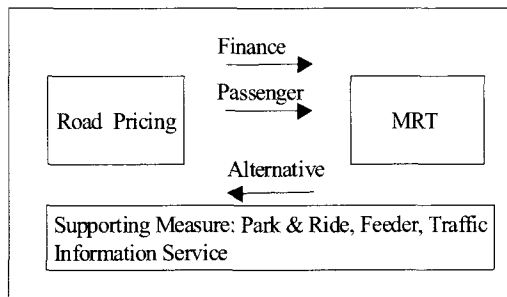 Finance
Passenger
Road Pricing
MRT
Alternative
Supporting Measure: Park & Ride, Feeder, Traffic
Information Service